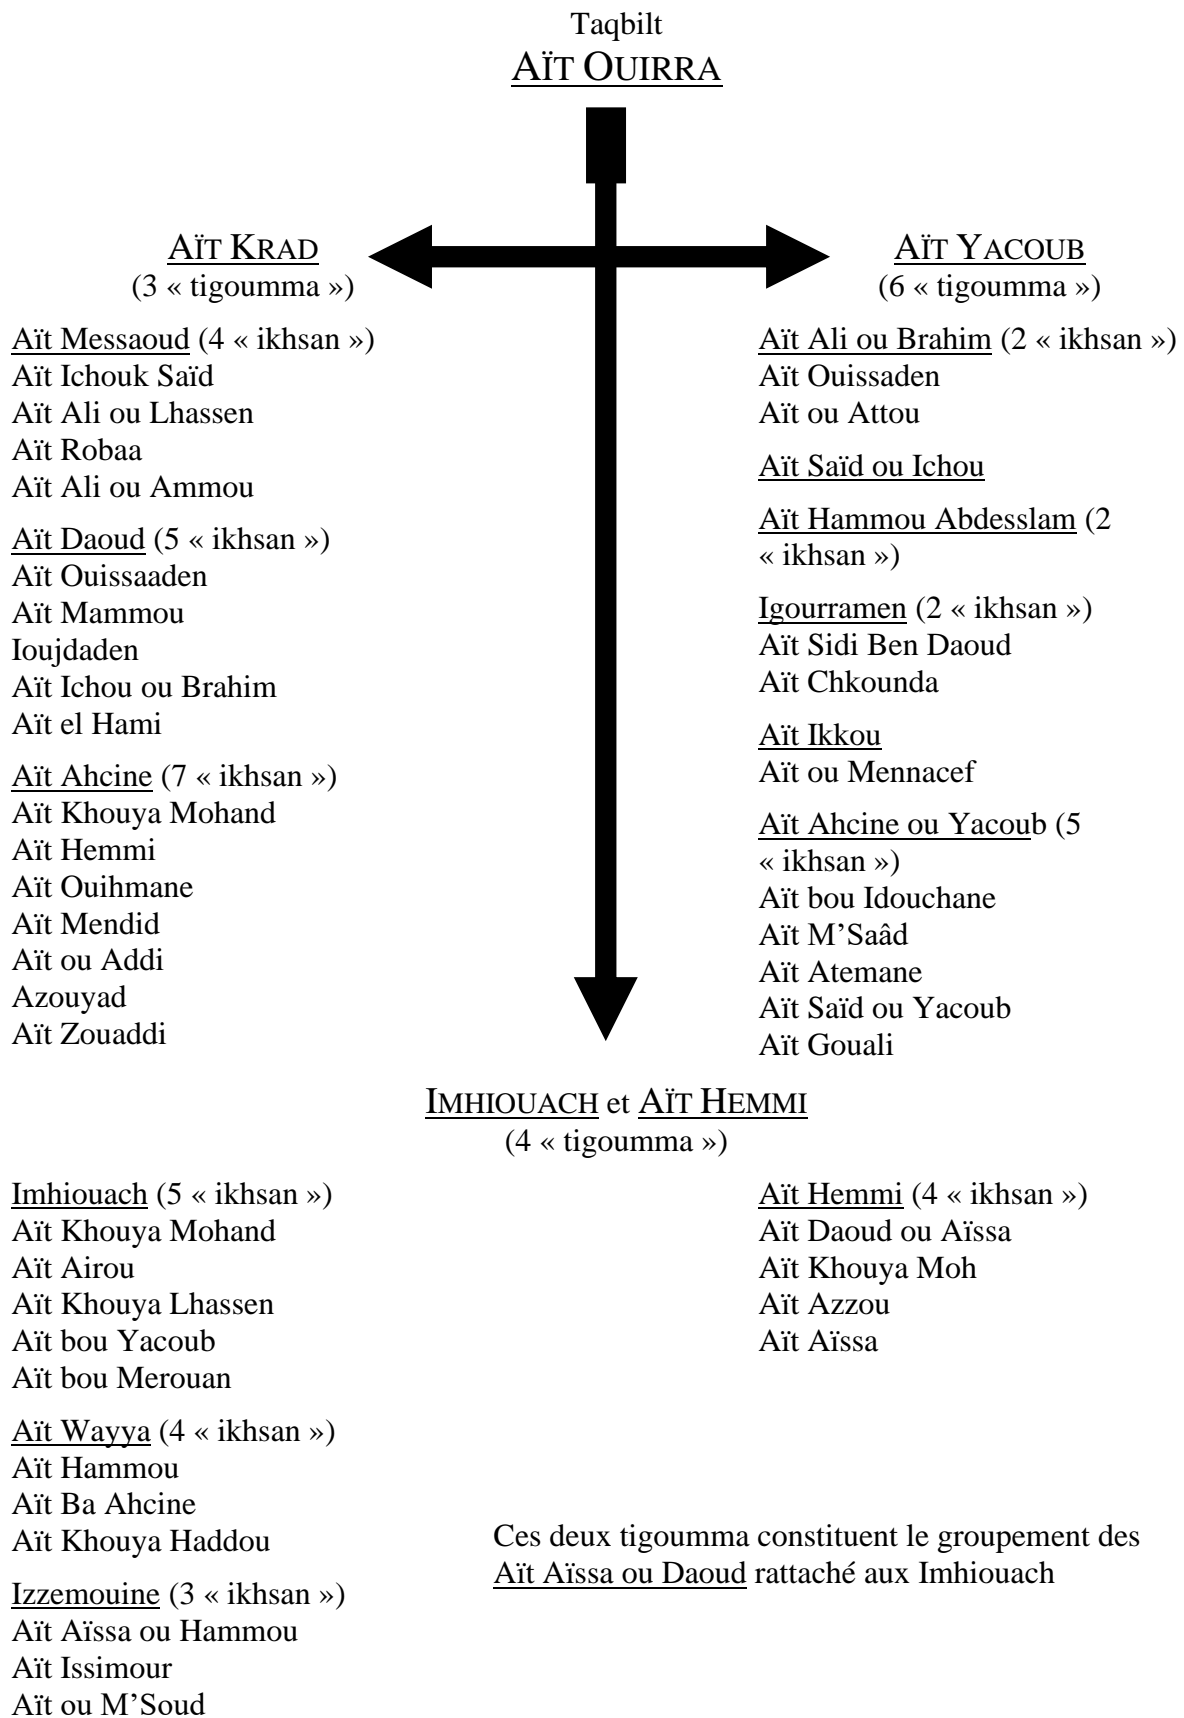 Taqbilt
AÏT OUIRRA
AÏT KRAD
(3 « tigoumma »)
Aït Messaoud (4 « ikhsan »)
Aït Ichouk Saïd
Aït Ali ou Lhassen
Aït Robaa
Aït Ali ou Ammou
Aït Daoud (5 « ikhsan »)
Aït Ouissaaden
Aït Mammou
Ioujdaden
Aït Ichou ou Brahim
Aït el Hami
Aït Ahcine (7 « ikhsan »)
Aït Khouya Mohand
Aït Hemmi
Aït Ouihmane
Aït Mendid
Aït ou Addi
Azouyad
Aït Zouaddi
AÏT YACOUB
(6 « tigoumma »)
Aït Ali ou Brahim (2 « ikhsan »)
Aït Ouissaden
Aït ou Attou
Aït Saïd ou Ichou
Aït Hammou Abdesslam (2
« ikhsan »)
Igourramen (2 « ikhsan »)
Aït Sidi Ben Daoud
Aït Chkounda
Aït Ikkou
Aït ou Mennacef
Aït Ahcine ou Yacoub (5
« ikhsan »)
Aït bou Idouchane
Aït M’Saâd
Aït Atemane
Aït Saïd ou Yacoub
Aït Gouali
IMHIOUACH et AÏT HEMMI
(4 « tigoumma »)
Imhiouach (5 « ikhsan »)
Aït Khouya Mohand
Aït Airou
Aït Khouya Lhassen
Aït bou Yacoub
Aït bou Merouan
Aït Wayya (4 « ikhsan »)
Aït Hammou
Aït Ba Ahcine
Aït Khouya Haddou
Izzemouine (3 « ikhsan »)
Aït Aïssa ou Hammou
Aït Issimour
Aït ou M’Soud
Aït Hemmi (4 « ikhsan »)
Aït Daoud ou Aïssa
Aït Khouya Moh
Aït Azzou
Aït Aïssa
Ces deux tigoumma constituent le groupement des
Aït Aïssa ou Daoud rattaché aux Imhiouach